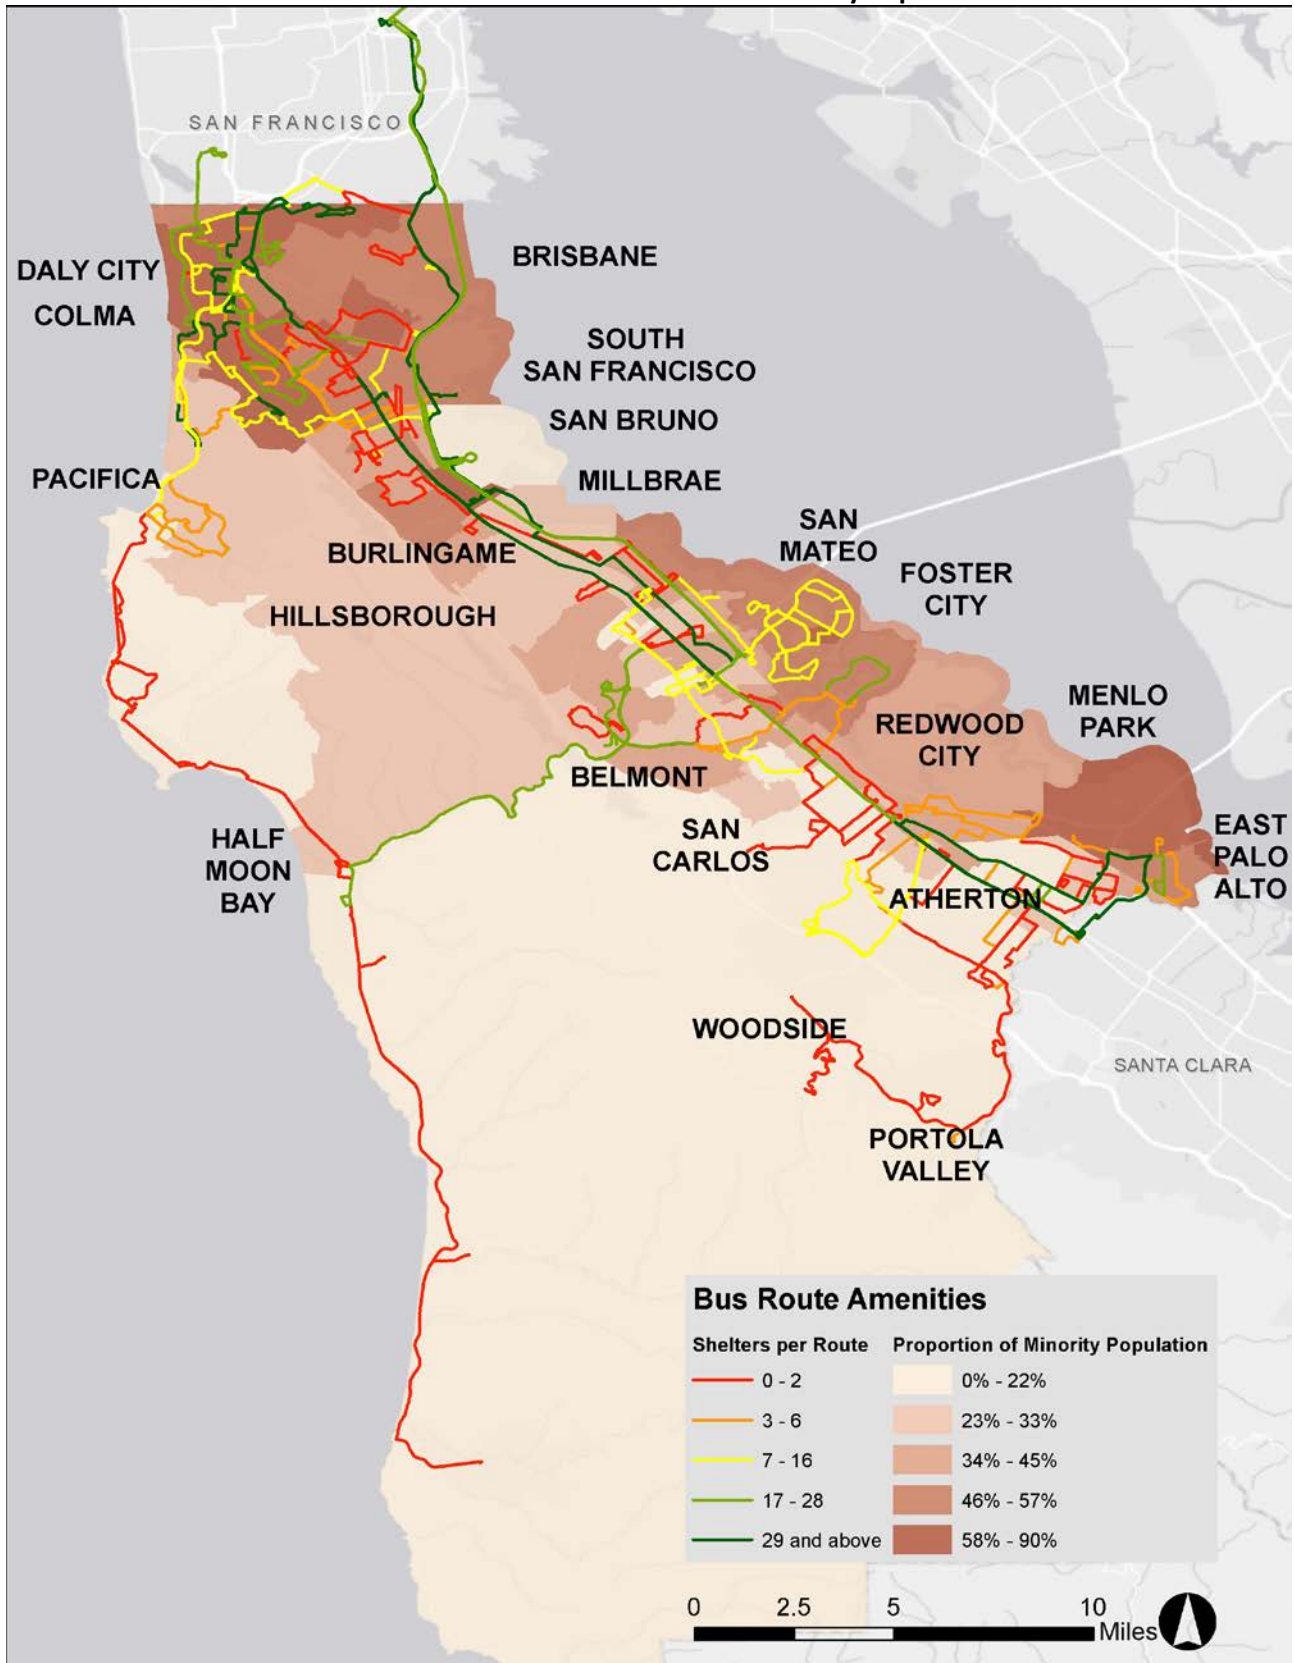 SAN FRANCISCO
BRISBANE
DALY CITY
COLMA
SOUTH
SAN FRANCISCO
SAN BRUNO
PACIFICA
MILLBRAE
SAN
MATEO
BURLINGAME
FOSTER
CITY
HILLSBOROUGH
MENLO
PARK
REDWOOD
CITY
BELMONT
SAN
CARLOS
HALF
MOON
BAY
EAST
PALO
ALTO
ATHERTON
WOODSIDE
SANTA CLARA
PORTOLA
VALLEY
Bus Route Amenities
Shelters per Route Proportion of Minority Population
0 - 2 0% - 22%
3 - 6 23% - 33%
7 - 16 34% - 45%
17 - 28 46% - 57%
29 and above 58% - 90%
0 2.5 5 10
Miles